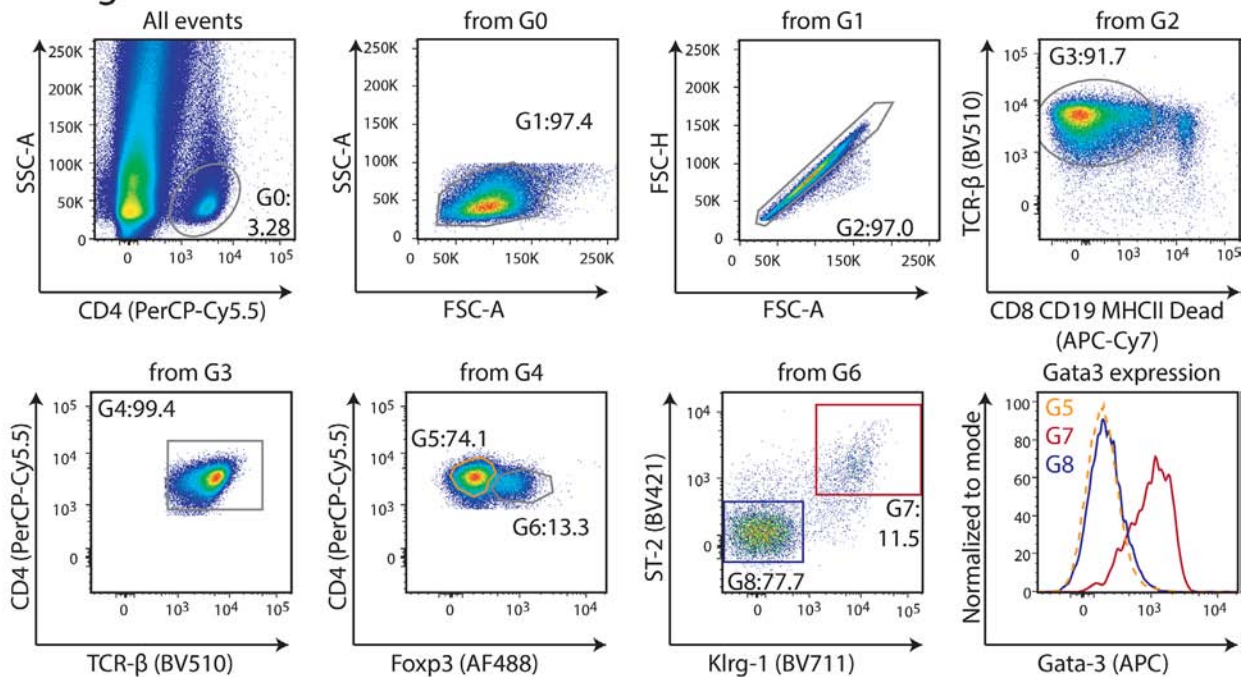 All events
250K
200K
150K
100K
50K
0
SSC-A
G0:
3.28
0 10³ 10⁴ 10⁵
CD4 (PerCP-Cy5.5)
from G0
250K
200K
150K
100K
50K
0
SSC-A
G1:97.4
0 50K 150K 250K
FSC-A
from G1
250K
200K
150K
100K
50K
0
FSC-H
G2:97.0
0 50K 150K 250K
FSC-A
from G2
10⁵
10⁴
10³
0
TCR-β (BV510)
G3:91.7
0 10³ 10⁴ 10⁵
CD8 CD19 MHCII Dead
(APC-Cy7)
from G3
10⁵
10⁴
10³
0
CD4 (PerCP-Cy5.5)
G4:99.4
0 10³ 10⁴ 10⁵
TCR-β (BV510)
from G4
10⁵
10⁴
10³
0
CD4 (PerCP-Cy5.5)
G5:74.1
G6:13.3
0 10³ 10⁴ 10⁵
Foxp3 (AF488)
from G6
10⁴
10³
0
ST-2 (BV421)
G7:
11.5
G8:77.7
0 10³ 10⁴ 10⁵
Klrg-1 (BV711)
Gata3 expression
100
80
60
40
20
0
Normalized to mode
G5
G7
G8
0 10³ 10⁴
Gata-3 (APC)